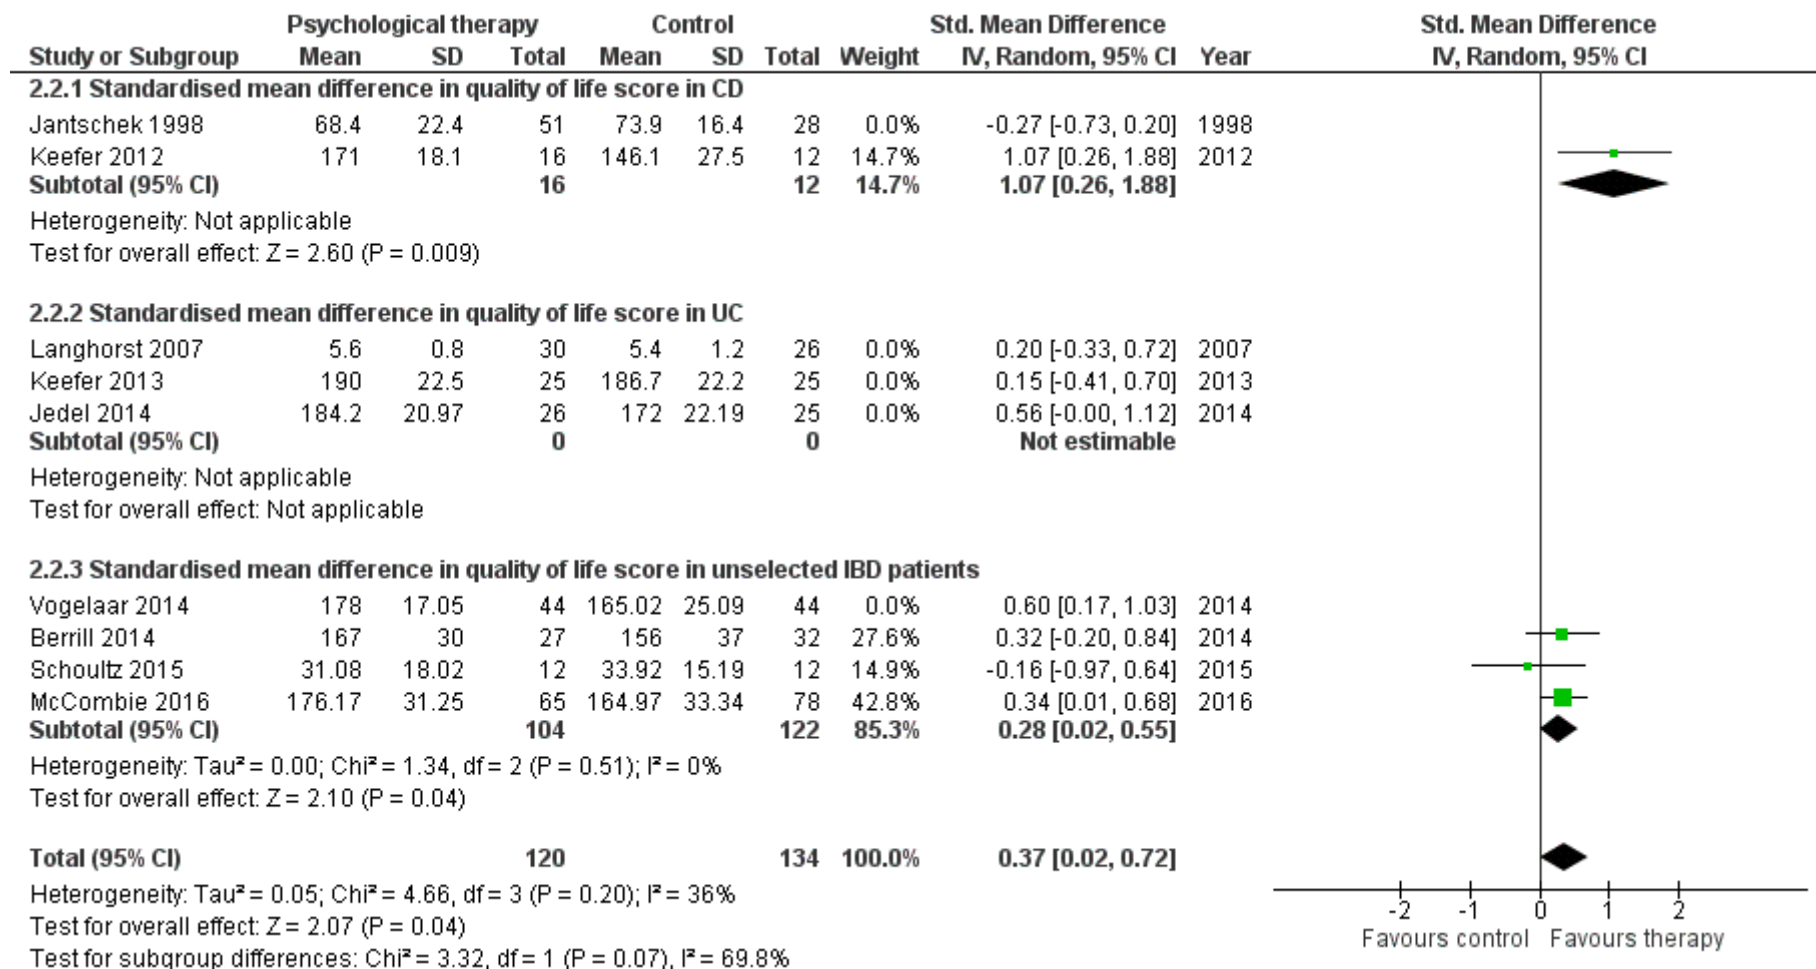 Psychological therapy Control Std. Mean Difference Std. Mean Difference
Study or Subgroup Mean SD Total Mean SD Total Weight IV, Random, 95% CI Year IV, Random, 95% CI
2.2.1 Standardised mean difference in quality of life score in CD
Jantschek 1998 68.4 22.4 51 73.9 16.4 28 0.0% -0.27 [-0.73, 0.20] 1998
Keefer 2012 171 18.1 16 146.1 27.5 12 14.7% 1.07 [0.26, 1.88] 2012
Subtotal (95% CI) 16 12 14.7% 1.07 [0.26, 1.88]
Heterogeneity: Not applicable
Test for overall effect: Z = 2.60 (P = 0.009)
2.2.2 Standardised mean difference in quality of life score in UC
Langhorst 2007 5.6 0.8 30 5.4 1.2 26 0.0% 0.20 [-0.33, 0.72] 2007
Keefer 2013 190 22.5 25 186.7 22.2 25 0.0% 0.15 [-0.41, 0.70] 2013
Jedel 2014 184.2 20.97 26 172 22.19 25 0.0% 0.56 [-0.00, 1.12] 2014
Subtotal (95% CI) 0 0 Not estimable
Heterogeneity: Not applicable
Test for overall effect: Not applicable
2.2.3 Standardised mean difference in quality of life score in unselected IBD patients
Vogelaar 2014 178 17.05 44 165.02 25.09 44 0.0% 0.60 [0.17, 1.03] 2014
Berrill 2014 167 30 27 156 37 32 27.6% 0.32 [-0.20, 0.84] 2014
Schoultz 2015 31.08 18.02 12 33.92 15.19 12 14.9% -0.16 [-0.97, 0.64] 2015
McCombie 2016 176.17 31.25 65 164.97 33.34 78 42.8% 0.34 [0.01, 0.68] 2016
Subtotal (95% CI) 104 122 85.3% 0.28 [0.02, 0.55]
Heterogeneity: Tau² = 0.00; Chi² = 1.34, df = 2 (P = 0.51); I² = 0%
Test for overall effect: Z = 2.10 (P = 0.04)
Total (95% CI) 120 134 100.0% 0.37 [0.02, 0.72]
Heterogeneity: Tau² = 0.05; Chi² = 4.66, df = 3 (P = 0.20); I² = 36%
Test for overall effect: Z = 2.07 (P = 0.04)
Test for subgroup differences: Chi² = 3.32, df = 1 (P = 0.07), I² = 69.8%
-2 -1 0 1 2
Favours control Favours therapy